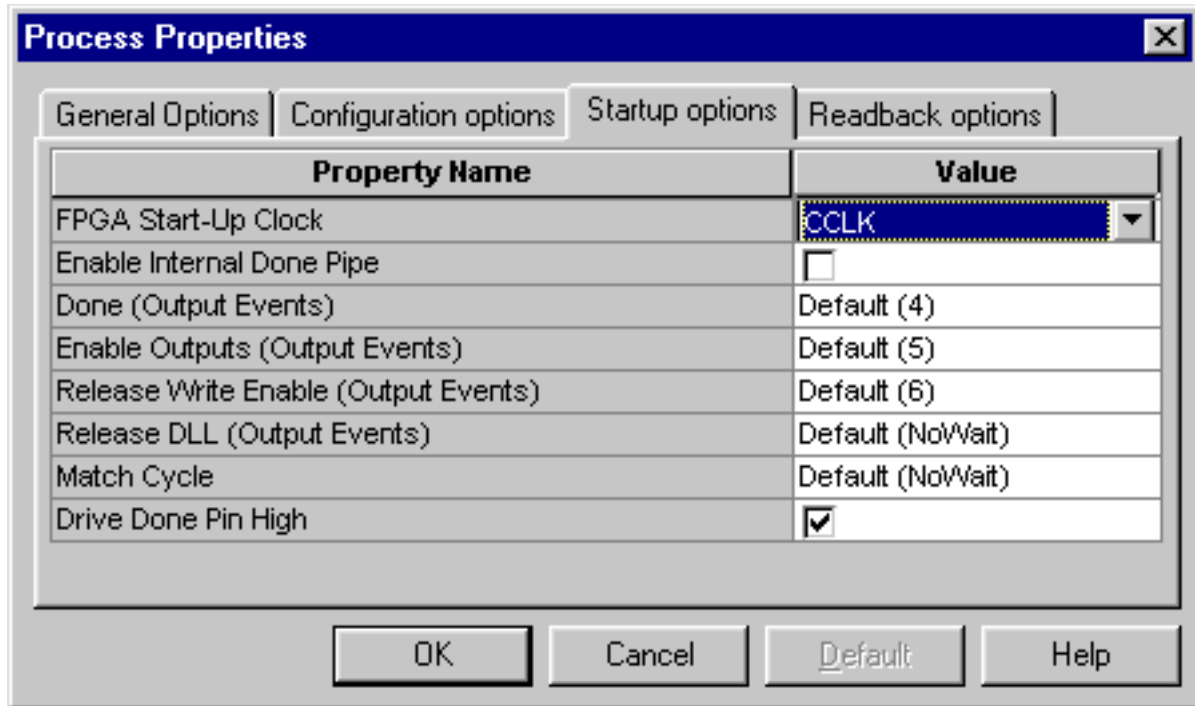 Process Properties
General Options Configuration options Startup options Readback options
Property Name Value
FPGA Start-Up Clock CCLK
Enable Internal Done Pipe
Done (Output Events) Default (4)
Enable Outputs (Output Events) Default (5)
Release Write Enable (Output Events) Default (6)
Release DLL (Output Events) Default (NoWait)
Match Cycle Default (NoWait)
Drive Done Pin High
OK Cancel Default Help